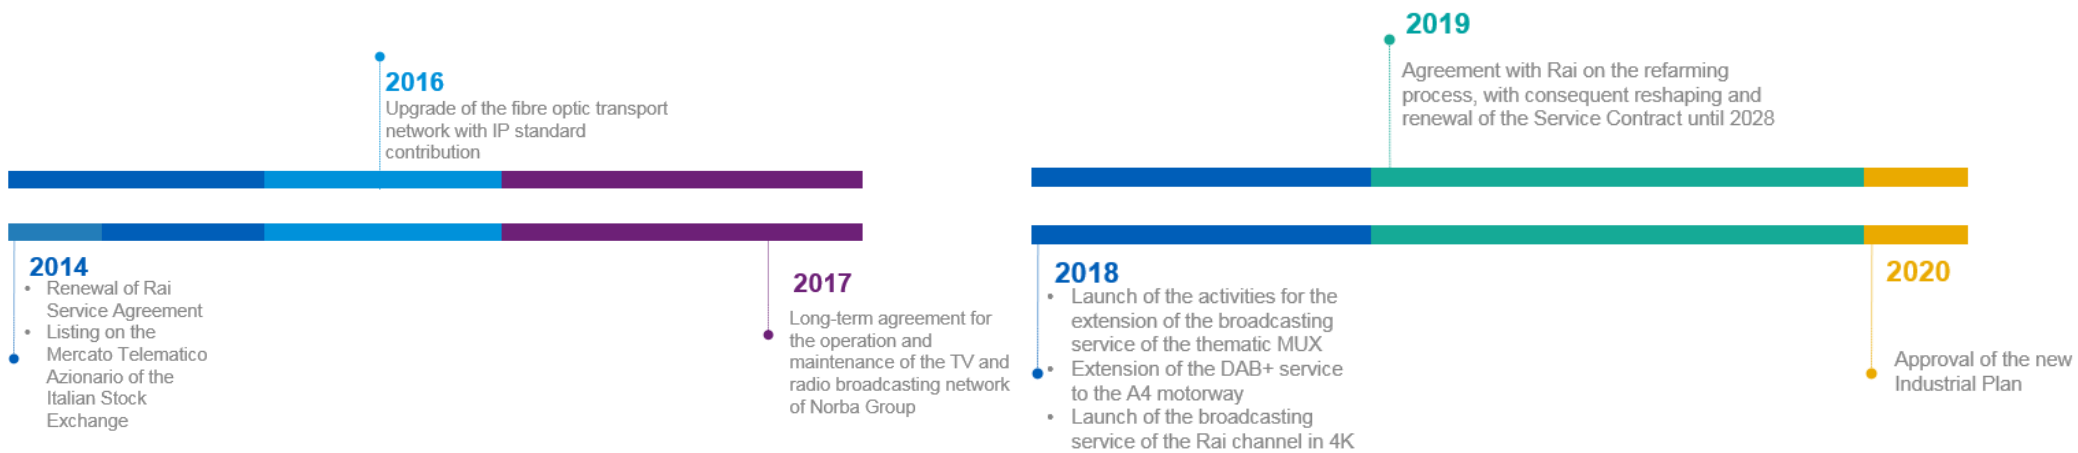 2016
Upgrade of the fibre optic transport
network with IP standard
contribution
2014
• Renewal of Rai
Service Agreement
• Listing on the
Mercato Telematico
Azionario of the
Italian Stock
Exchange
2017
Long-term agreement for
the operation and
maintenance of the TV and
radio broadcasting network
of Norba Group
2019
Agreement with Rai on the refarming
process, with consequent reshaping and
renewal of the Service Contract until 2028
2018
• Launch of the activities for the
extension of the broadcasting
service of the thematic MUX
• Extension of the DAB+ service
to the A4 motorway
• Launch of the broadcasting
service of the Rai channel in 4K
2020
Approval of the new
Industrial Plan